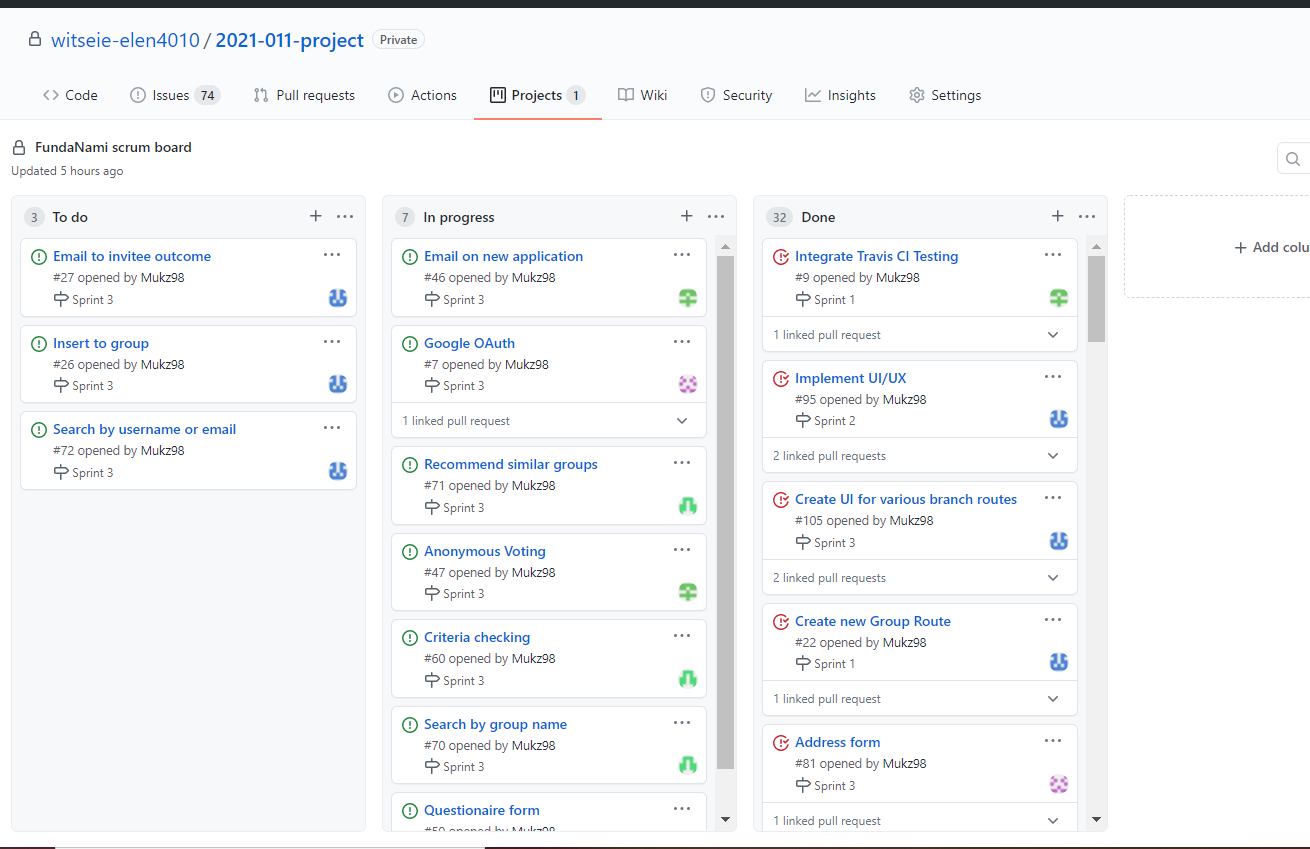 witseie-elen4010 / 2021-011-project Private
Code Issues 74 Pull requests Actions Projects 1 Wiki Security Insights Settings
FundaNami scrum board
Updated 5 hours ago
3 To do
Email to invitee outcome
#27 opened by Mukz98
Sprint 3
Insert to group
#26 opened by Mukz98
Sprint 3
Search by username or email
#72 opened by Mukz98
Sprint 3
7 In progress
Email on new application
#46 opened by Mukz98
Sprint 3
Google OAuth
#7 opened by Mukz98
Sprint 3
1 linked pull request
Recommend similar groups
#71 opened by Mukz98
Sprint 3
Anonymous Voting
#47 opened by Mukz98
Sprint 3
Criteria checking
#60 opened by Mukz98
Sprint 3
Search by group name
#70 opened by Mukz98
Sprint 3
Questionaire form
opened by Mukz98
32 Done
Integrate Travis CI Testing
#9 opened by Mukz98
Sprint 1
1 linked pull request
Implement UI/UX
#95 opened by Mukz98
Sprint 2
2 linked pull requests
Create UI for various branch routes
#105 opened by Mukz98
Sprint 3
2 linked pull requests
Create new Group Route
#22 opened by Mukz98
Sprint 1
1 linked pull request
Address form
#81 opened by Mukz98
Sprint 3
1 linked pull request
Add colu